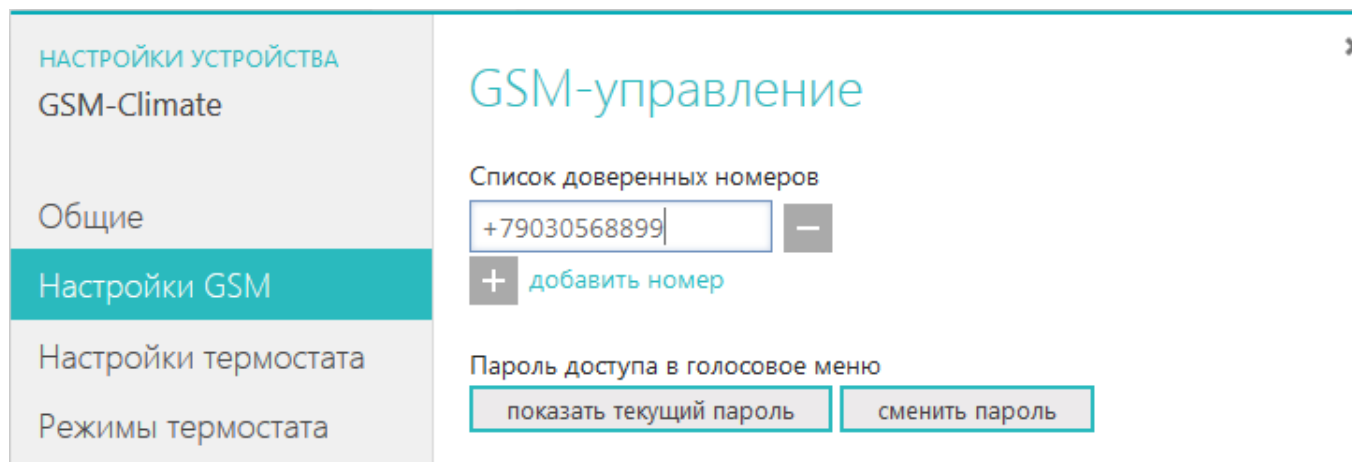 НАСТРОЙКИ УСТРОЙСТВА
GSM-Climate
Общие
Настройки GSM
Настройки термостата
Режимы термостата
GSM-управление
Список доверенных номеров
+79030568899
добавить номер
Пароль доступа в голосовое меню
показать текущий пароль сменить пароль